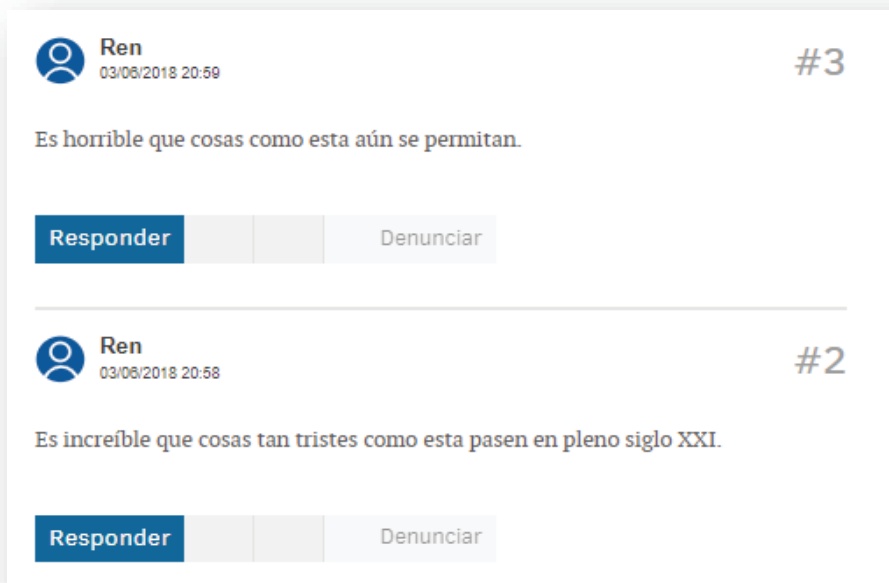 Ren
#3
03/06/2018 20:59
Es horrible que cosas como esta aún se permitan.
Responder
Denunciar
Ren
#2
03/06/2018 20:58
Es increíble que cosas tan tristes como esta pasen en pleno siglo XXI.
Responder
Denunciar